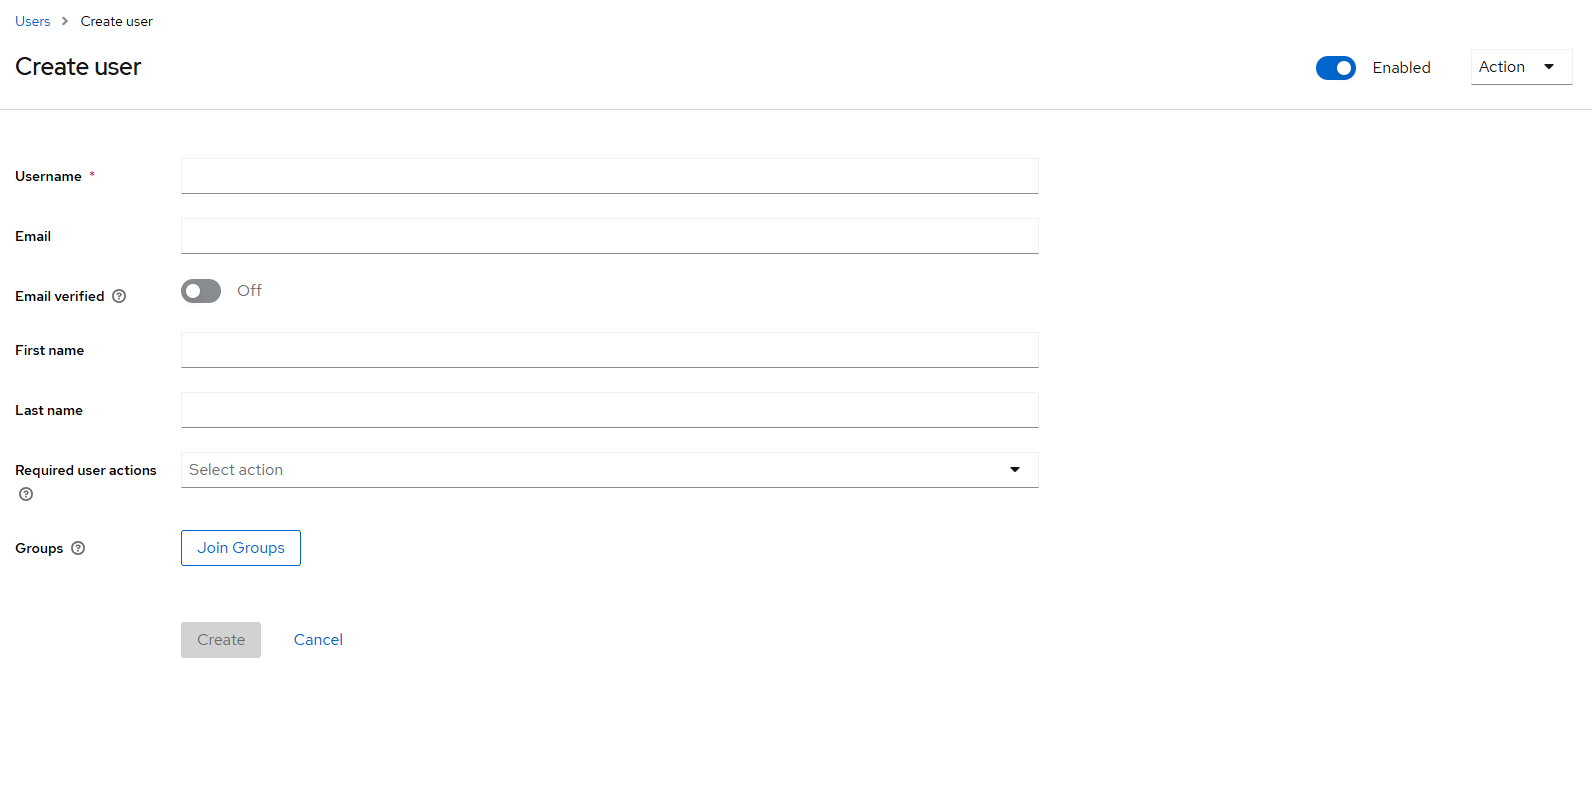 Users > Create user
Create user
Enabled
Action
Username *
Email
Email verified
Off
First name
Last name
Required user actions
Select action
Groups
Join Groups
Create
Cancel